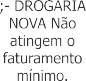 ;- DROGARIA
NOVA Não
atingem o
faturamento
mínimo.